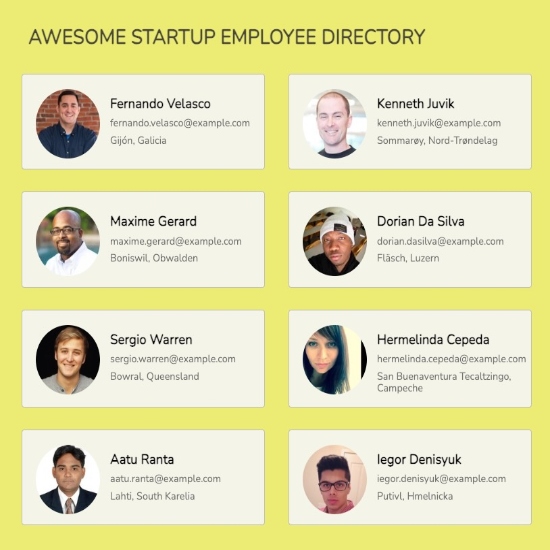 AWESOME STARTUP EMPLOYEE DIRECTORY
Fernando Velasco
fernando.velasco@example.com
Gijón, Galicia
Kenneth Juvik
kenneth.juvik@example.com
Sommarøy, Nord-Trøndelag
Maxime Gerard
maxime.gerard@example.com
Boniswil, Obwalden
Dorian Da Silva
dorian.dasilva@example.com
Fläsch, Luzern
Sergio Warren
sergio.warren@example.com
Bowral, Queensland
Hermelinda Cepeda
hermelinda.cepeda@example.com
San Buenaventura Tecaltzingo,
Campeche
Aatu Ranta
aatu.ranta@example.com
Lahti, South Karelia
Iegor Denisyuk
iegor.denisyuk@example.com
Putivl, Hmelnicka